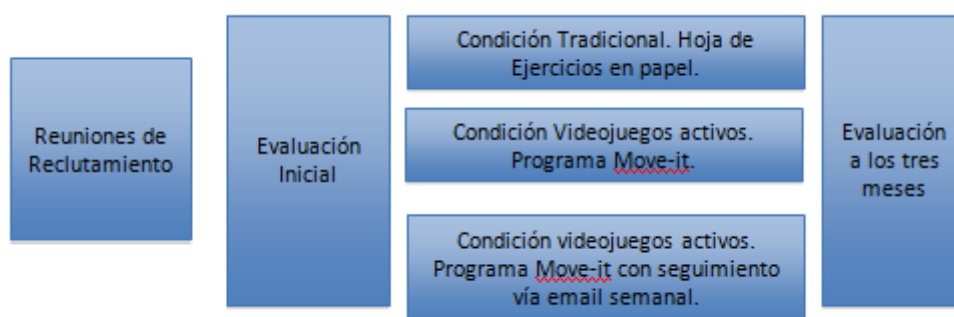 Reuniones de
Reclutamiento
Evaluación
Inicial
Condición Tradicional. Hoja de
Ejercicios en papel.
Condición Videojuegos activos.
Programa Move-it.
Condición videojuegos activos.
Programa Move-it con seguimiento
vía email semanal.
Evaluación
a los tres
meses